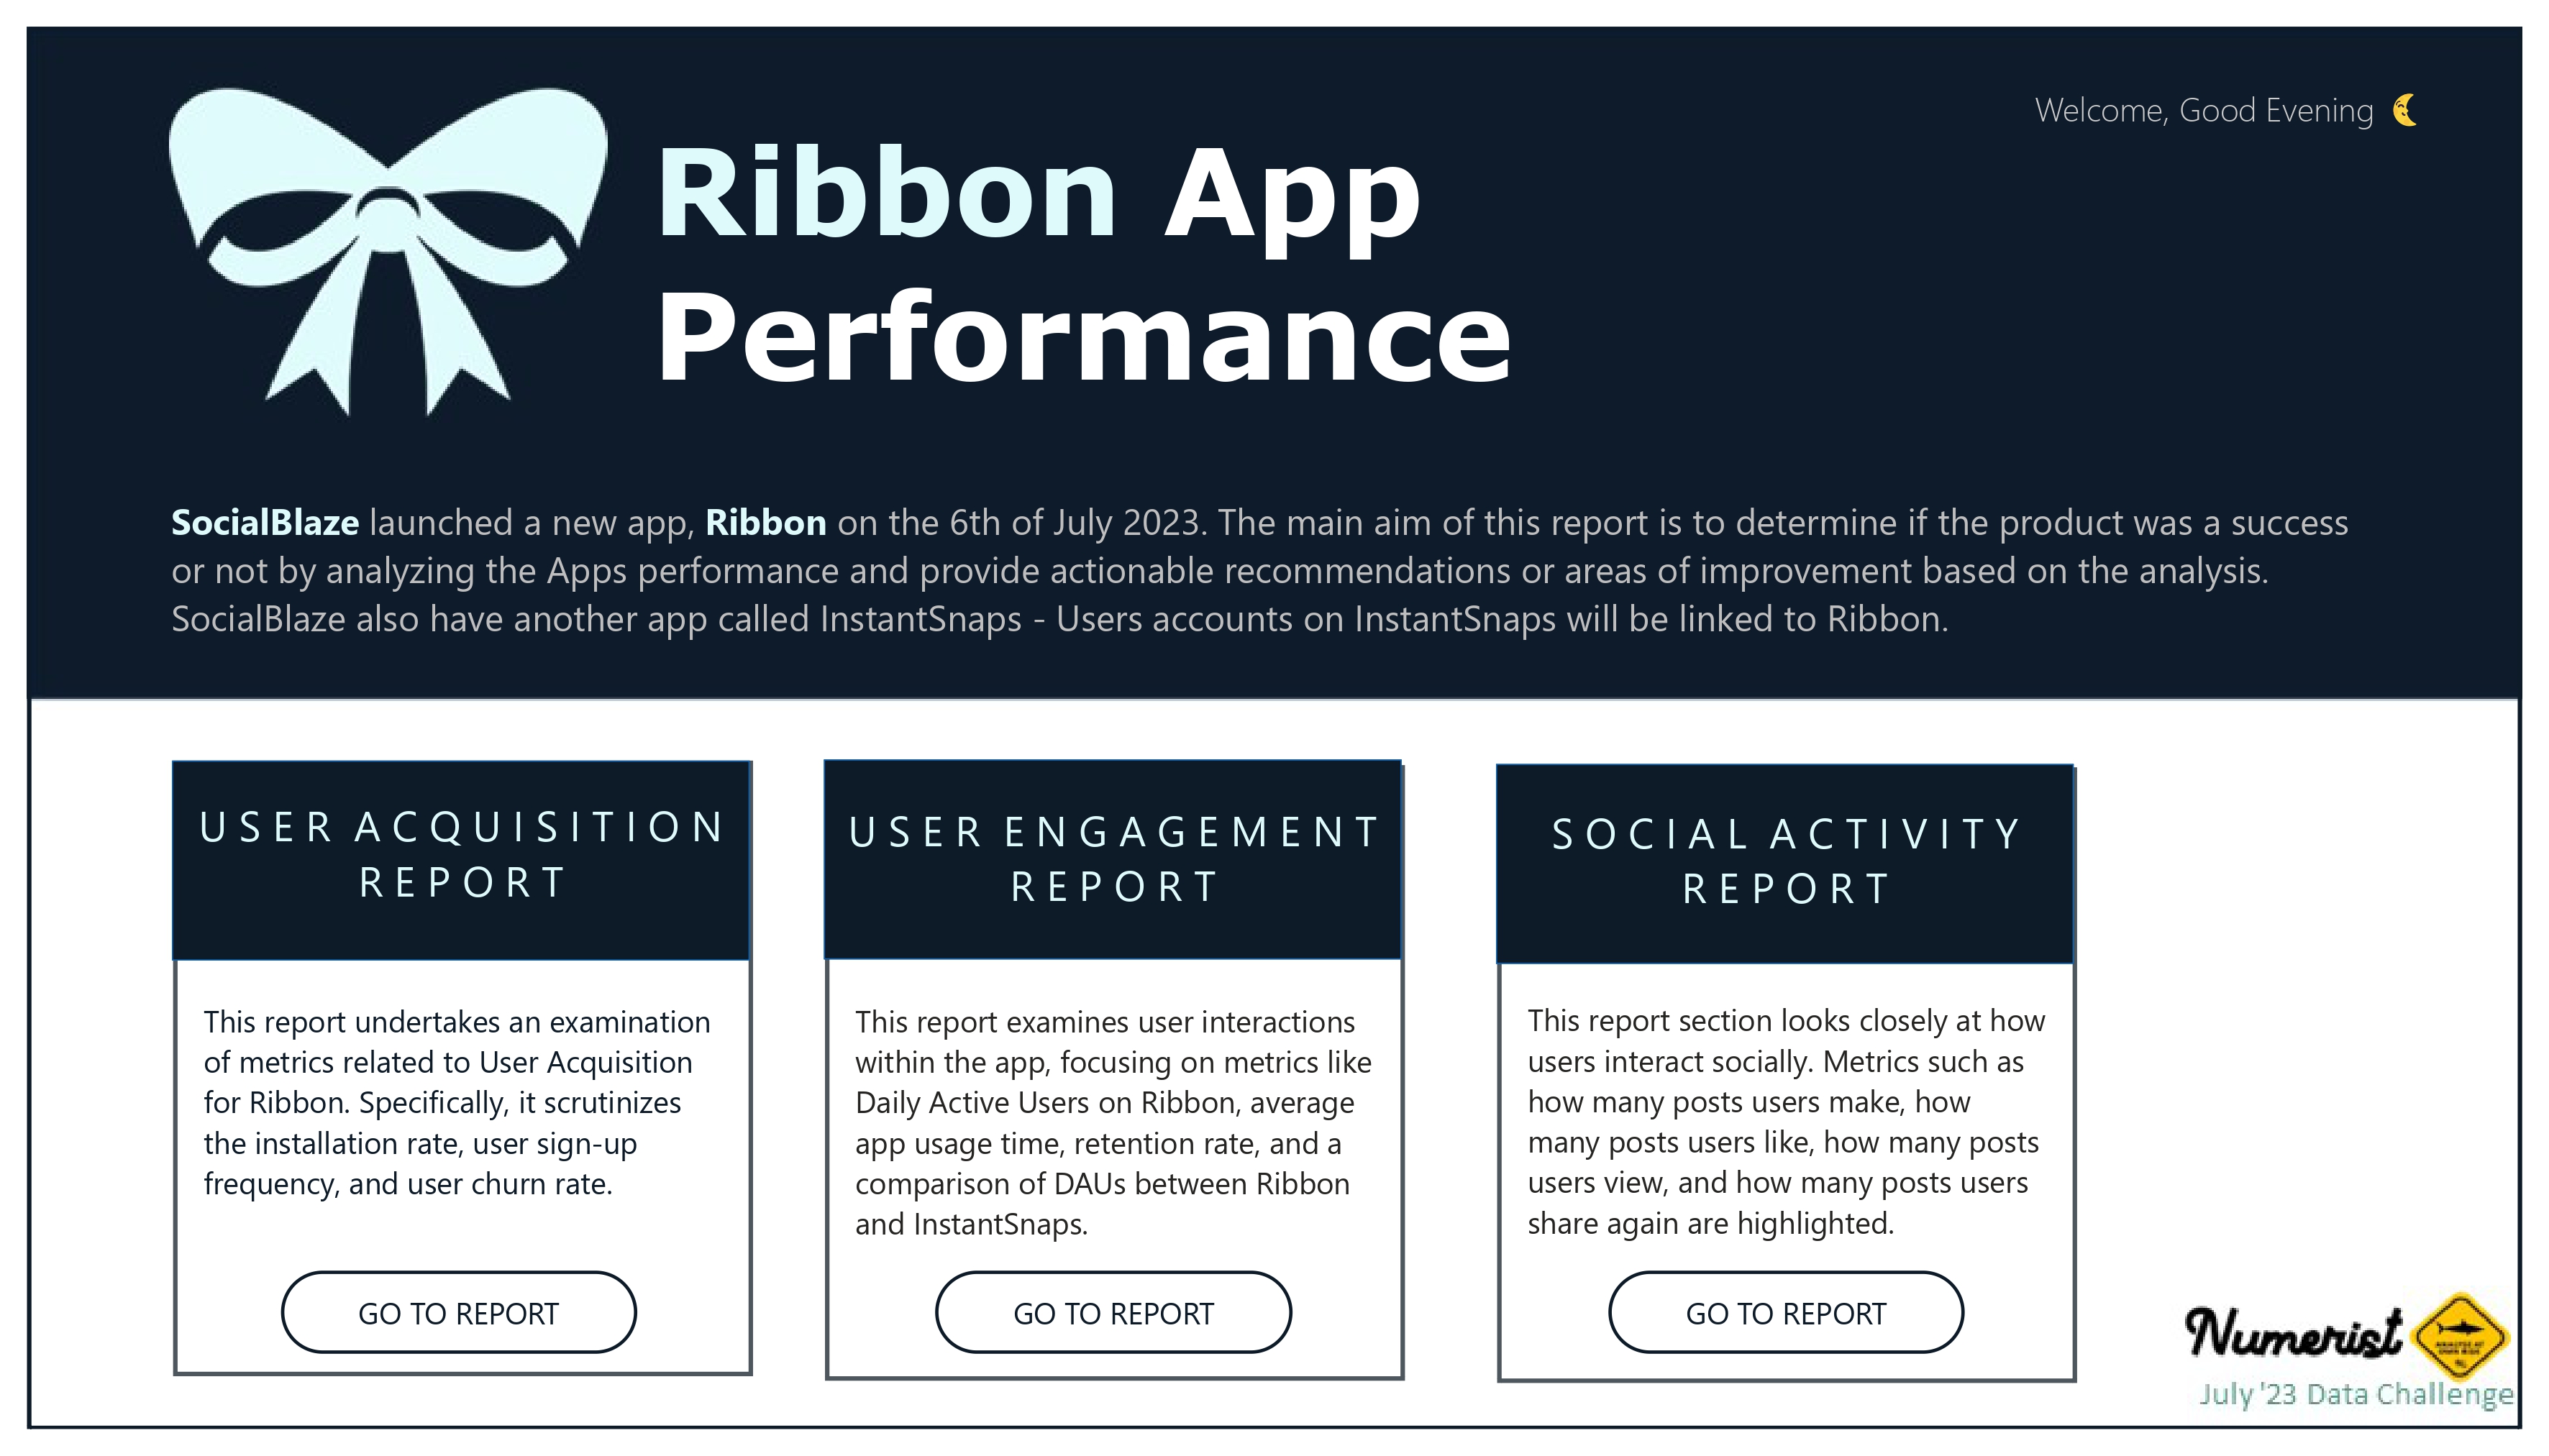 Welcome, Good Evening
Ribbon App
Performance
SocialBlaze launched a new app, Ribbon on the 6th of July 2023. The main aim of this report is to determine if the product was a success
or not by analyzing the Apps performance and provide actionable recommendations or areas of improvement based on the analysis.
SocialBlaze also have another app called InstantSnaps - Users accounts on InstantSnaps will be linked to Ribbon.
USER ACQUISITION
REPORT
This report undertakes an examination
of metrics related to User Acquisition
for Ribbon. Specifically, it scrutinizes
the installation rate, user sign-up
frequency, and user churn rate.
GO TO REPORT
USER ENGAGEMENT
REPORT
This report examines user interactions
within the app, focusing on metrics like
Daily Active Users on Ribbon, average
app usage time, retention rate, and a
comparison of DAUs between Ribbon
and InstantSnaps.
GO TO REPORT
SOCIAL ACTIVITY
REPORT
This report section looks closely at how
users interact socially. Metrics such as
how many posts users make, how
many posts users like, how many posts
users view, and how many posts users
share again are highlighted.
GO TO REPORT
Numerist
July '23 Data Challenge